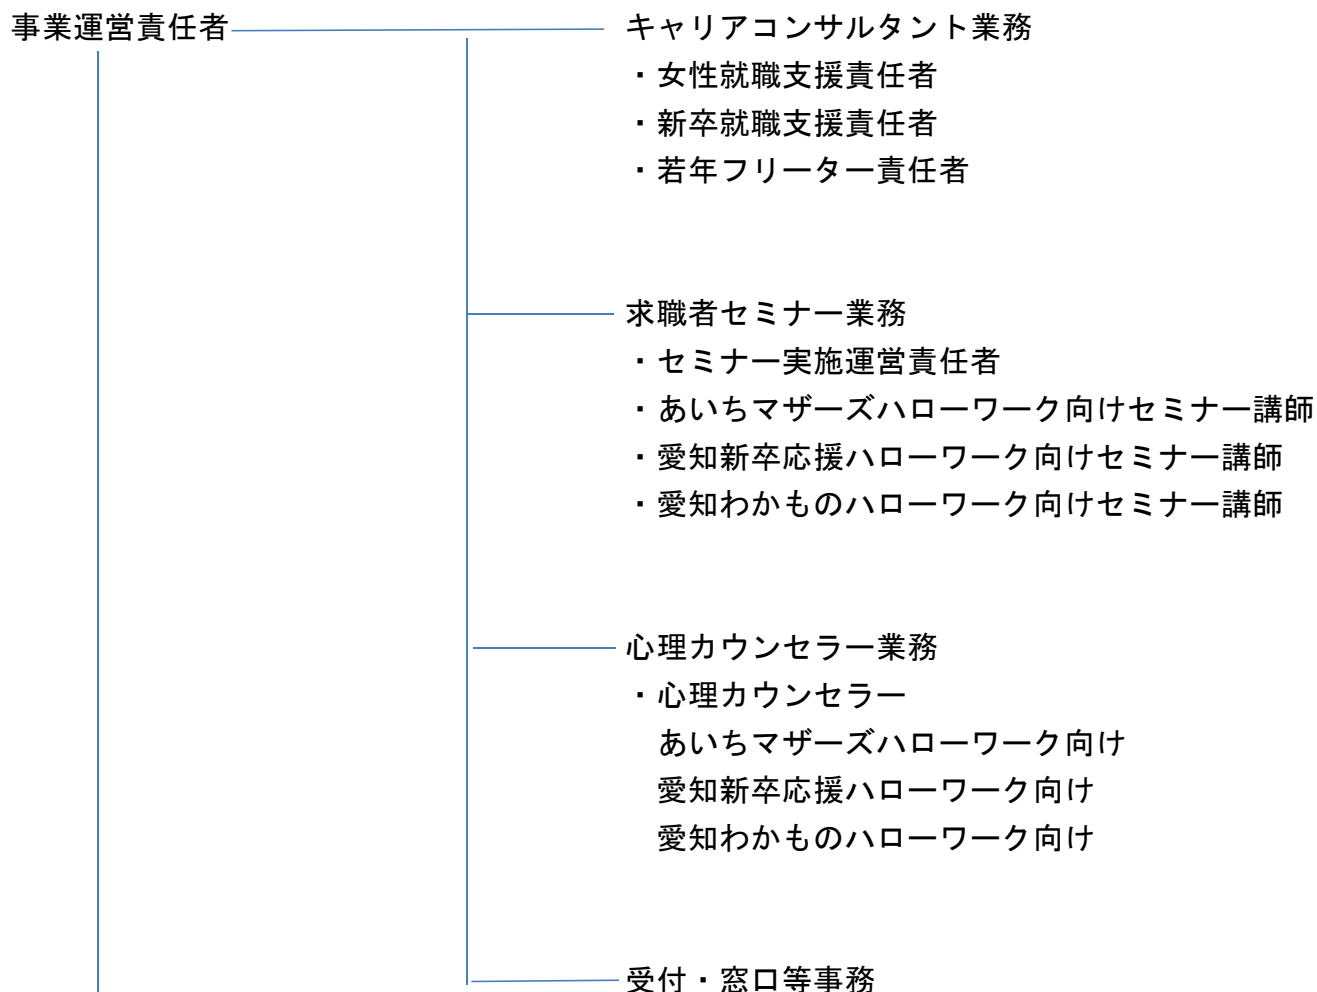 事業運営責任者
キャリアコンサルタント業務
・女性就職支援責任者
・新卒就職支援責任者
・若年フリーター責任者
求職者セミナー業務
・セミナー実施運営責任者
・あいちマザーズハローワーク向けセミナー講師
・愛知新卒応援ハローワーク向けセミナー講師
・愛知わかものハローワーク向けセミナー講師
心理カウンセラー業務
・心理カウンセラー
あいちマザーズハローワーク向け
愛知新卒応援ハローワーク向け
愛知わかものハローワーク向け
受付・窓口等事務